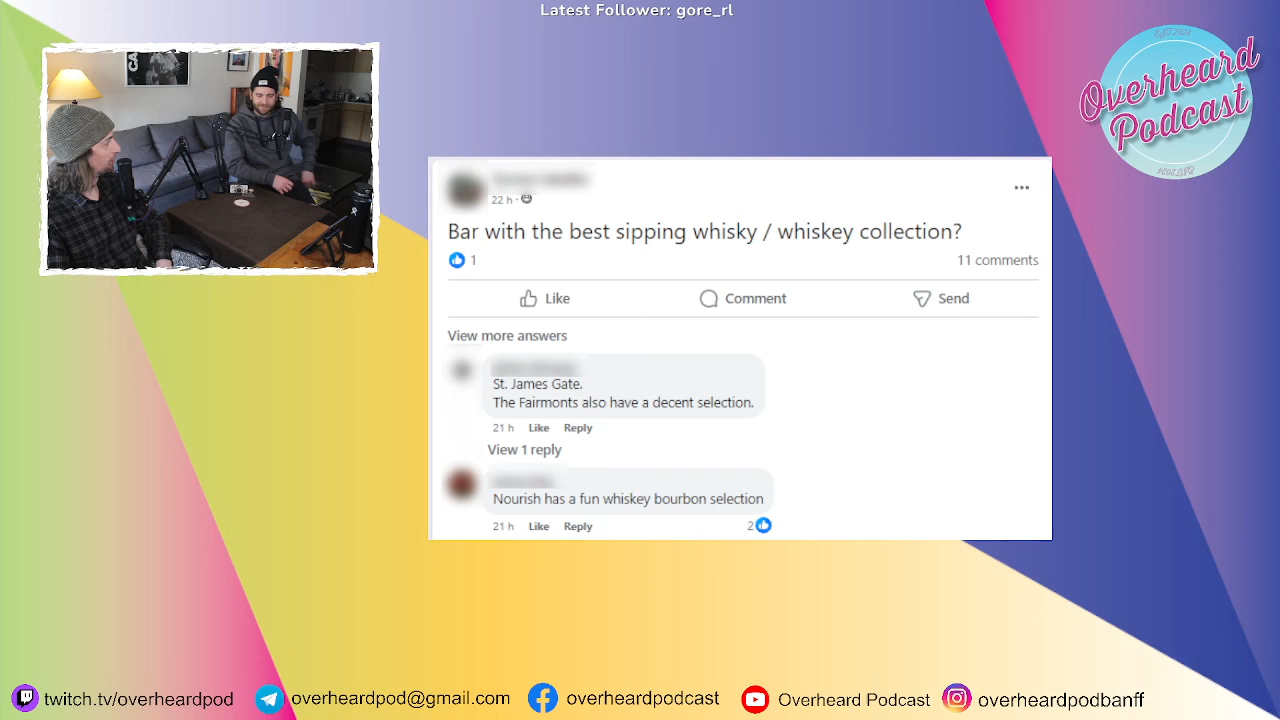 Latest Follower: gore_rl
CA
Overheard
Podcast
22 h ·
Bar with the best sipping whisky / whiskey collection?
1
11 comments
Like Comment Send
View more answers
St. James Gate.
The Fairmonts also have a decent selection.
21 h Like Reply
View 1 reply
Nourish has a fun whiskey bourbon selection
21 h Like Reply 2
twitch.tv/overheardpod overheardpod@gmail.com overheardpodcast Overheard Podcast overheardpodbanff